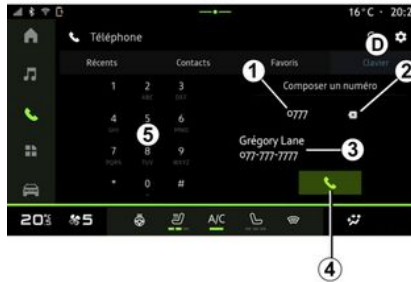 16°C • 20:2
Téléphone
D
Récents Contacts Favoris Clavier
1 2 3
ABC DEF
Composer un numéro
1 2
0777
4 5 6
GHI MNO
5
Grégory Lane
077-777-7777
3
7 8 9
PQRS TUV WXYZ
* 0 #
20 5 A/C
4